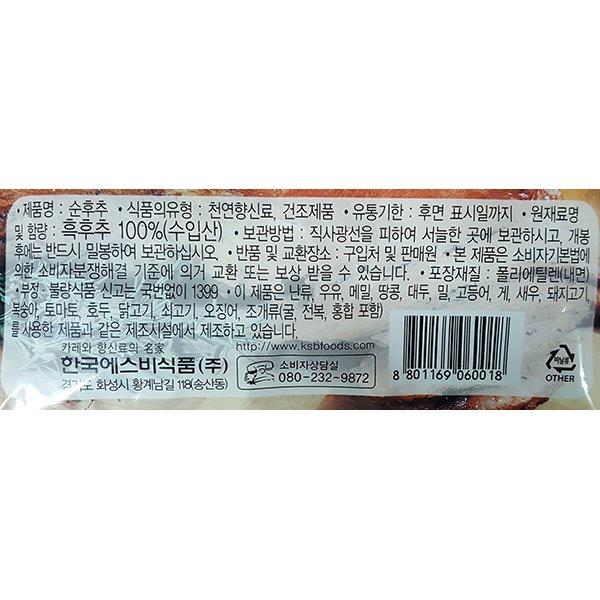 ·제품명 : 순후추 ·식품의유형 : 천연향신료, 건조제품 ·유통기한 : 후면 표시일까지 ·원재료명
및 함량 : 흑후추 100%(수입산) ·보관방법 : 직사광선을 피하여 서늘한 곳에 보관하시고, 개봉
후에는 반드시 밀봉하여 보관하십시오 ·반품 및 교환장소 : 구입처 및 판매원 ·본 제품은 소비자기본법에
의한 소비자분쟁해결 기준에 의거 교환 또는 보상 받을 수 있습니다. ·포장재질 : 폴리에틸렌(내면)
·부정·불량식품 신고는 국번없이 1399 ·이 제품은 난류, 우유, 메밀, 땅콩, 대두, 밀, 고등어, 게, 새우, 돼지고기,
복숭아, 토마토, 호두, 닭고기, 쇠고기, 오징어, 조개류(굴, 전복, 홍합 포함)
를 사용한 제품과 같은 제조시설에서 제조하고 있습니다.
카레와 향신료의 名家
http://www.ksbfoods.com
한국에스비식품(주)
경기도 화성시 황계남길 118(송산동)
소비자상담실
080-232-9872
8 801169 060018
비닐류
OTHER